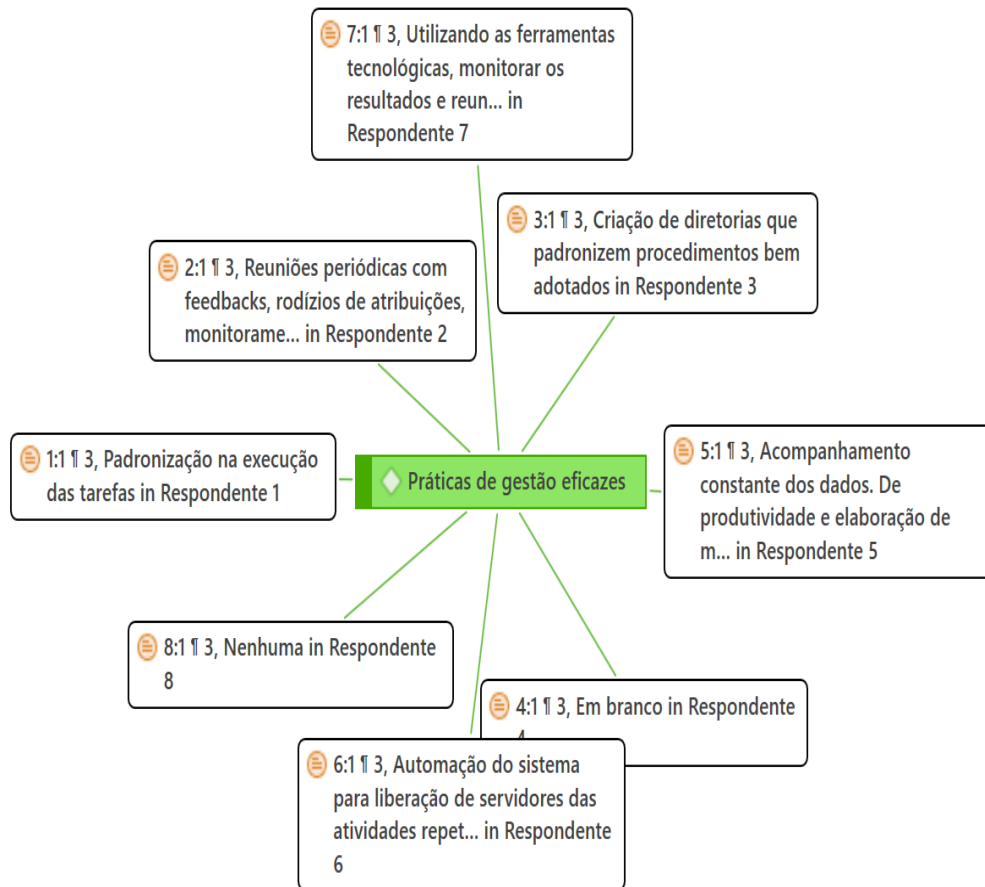 7:1 ¶ 3, Utilizando as ferramentas
tecnológicas, monitorar os
resultados e reun... in
Respondente 7
3:1 ¶ 3, Criação de diretorias que
padronizem procedimentos bem
adotados in Respondente 3
2:1 ¶ 3, Reuniões periódicas com
feedbacks, rodízios de atribuições,
monitorame... in Respondente 2
5:1 ¶ 3, Acompanhamento
constante dos dados. De
produtividade e elaboração de
m... in Respondente 5
1:1 ¶ 3, Padronização na execução
das tarefas in Respondente 1
Práticas de gestão eficazes
8:1 ¶ 3, Nenhuma in Respondente
8
4:1 ¶ 3, Em branco in Respondente
4
6:1 ¶ 3, Automação do sistema
para liberação de servidores das
atividades repet... in Respondente
6